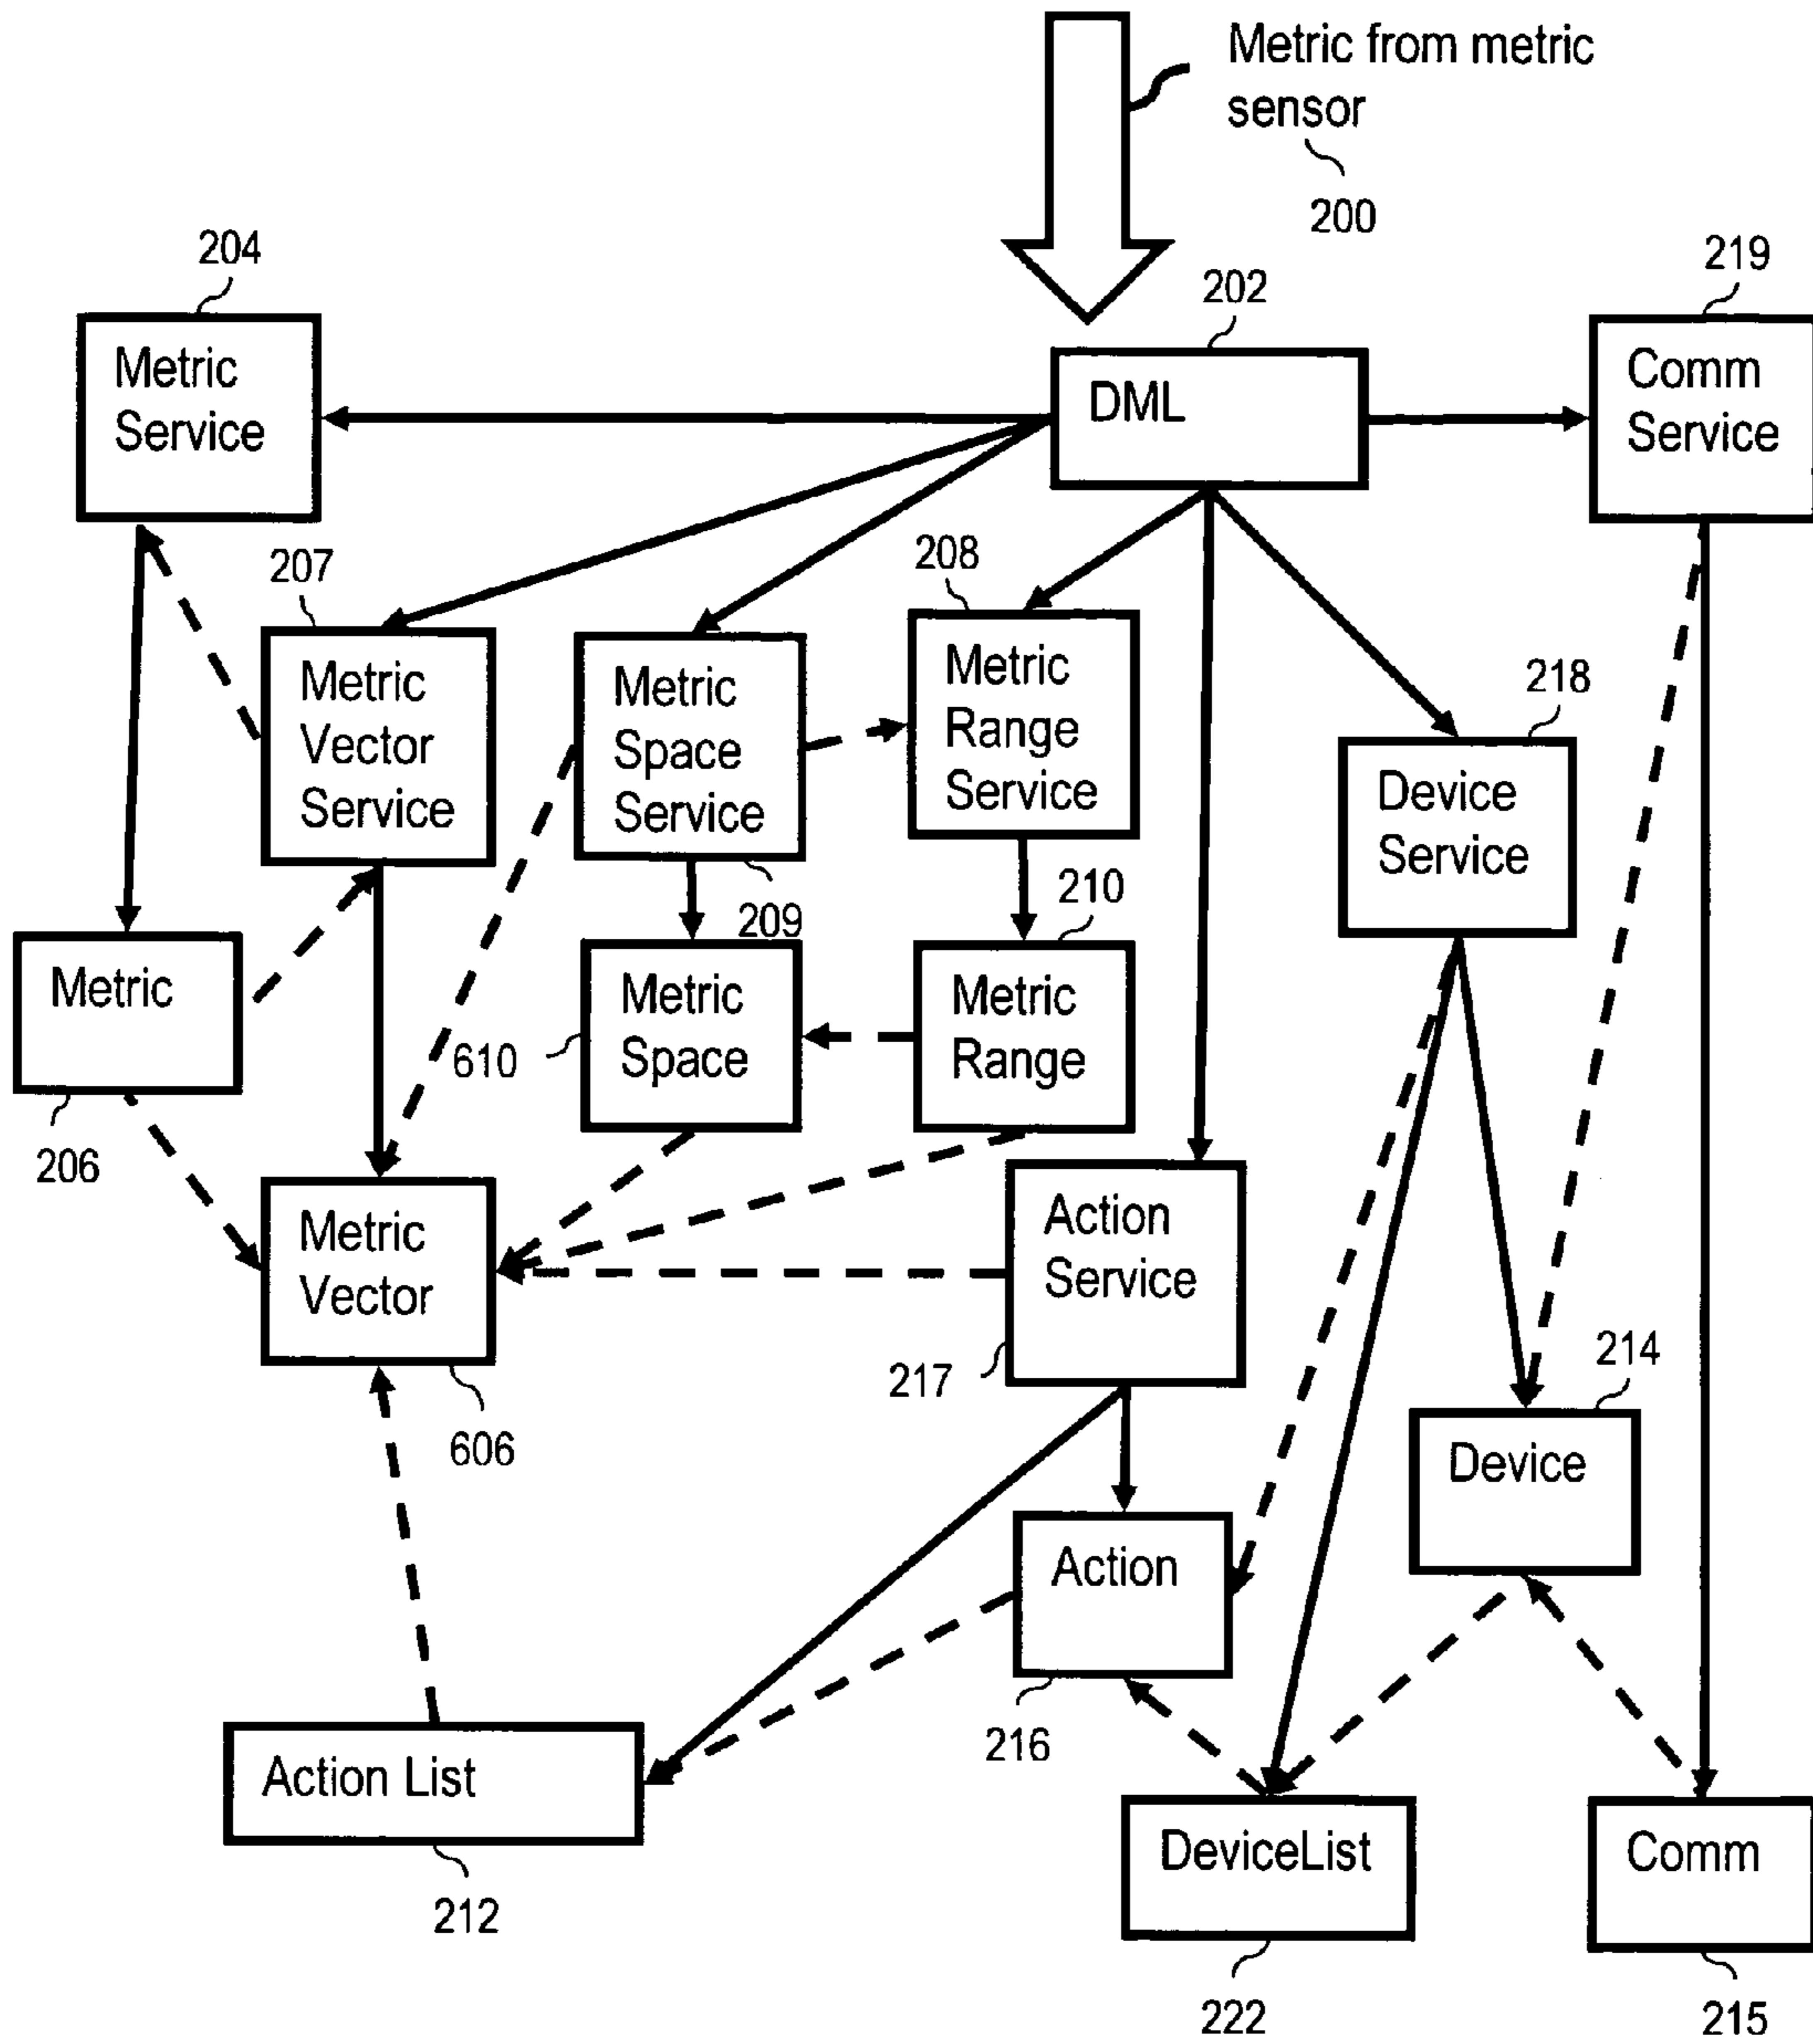 Metric from metric
sensor
200
204
219
202
Metric
Service
DML
Comm
Service
207
208
218
Metric
Vector
Service
Metric
Space
Service
Metric
Range
Service
Device
Service
209
210
Metric
610
Metric
Space
Metric
Range
206
Metric
Vector
Action
Service
217
214
606
Device
Action
216
Action List
DeviceList
Comm
212
222
215